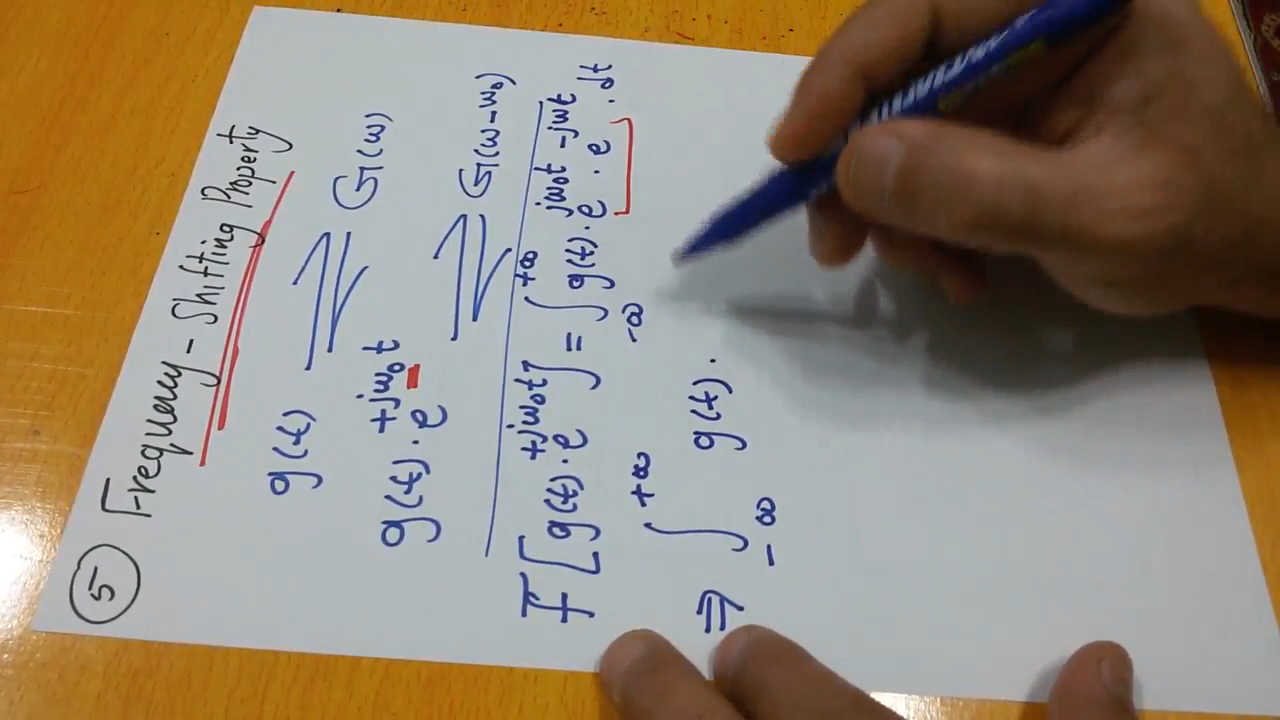 ⑤ Frequency - Shifting Property
g(t) ⇌ G(ω)
g(t) . e^{+jω₀t} ⇌ G(ω-ω₀)
F[g(t) . e^{+jω₀t}] = ∫_{-∞}^{+∞} g(t) . e^{jω₀t} . e^{-jωt} . dt
⇒ ∫_{-∞}^{+∞} g(t) .